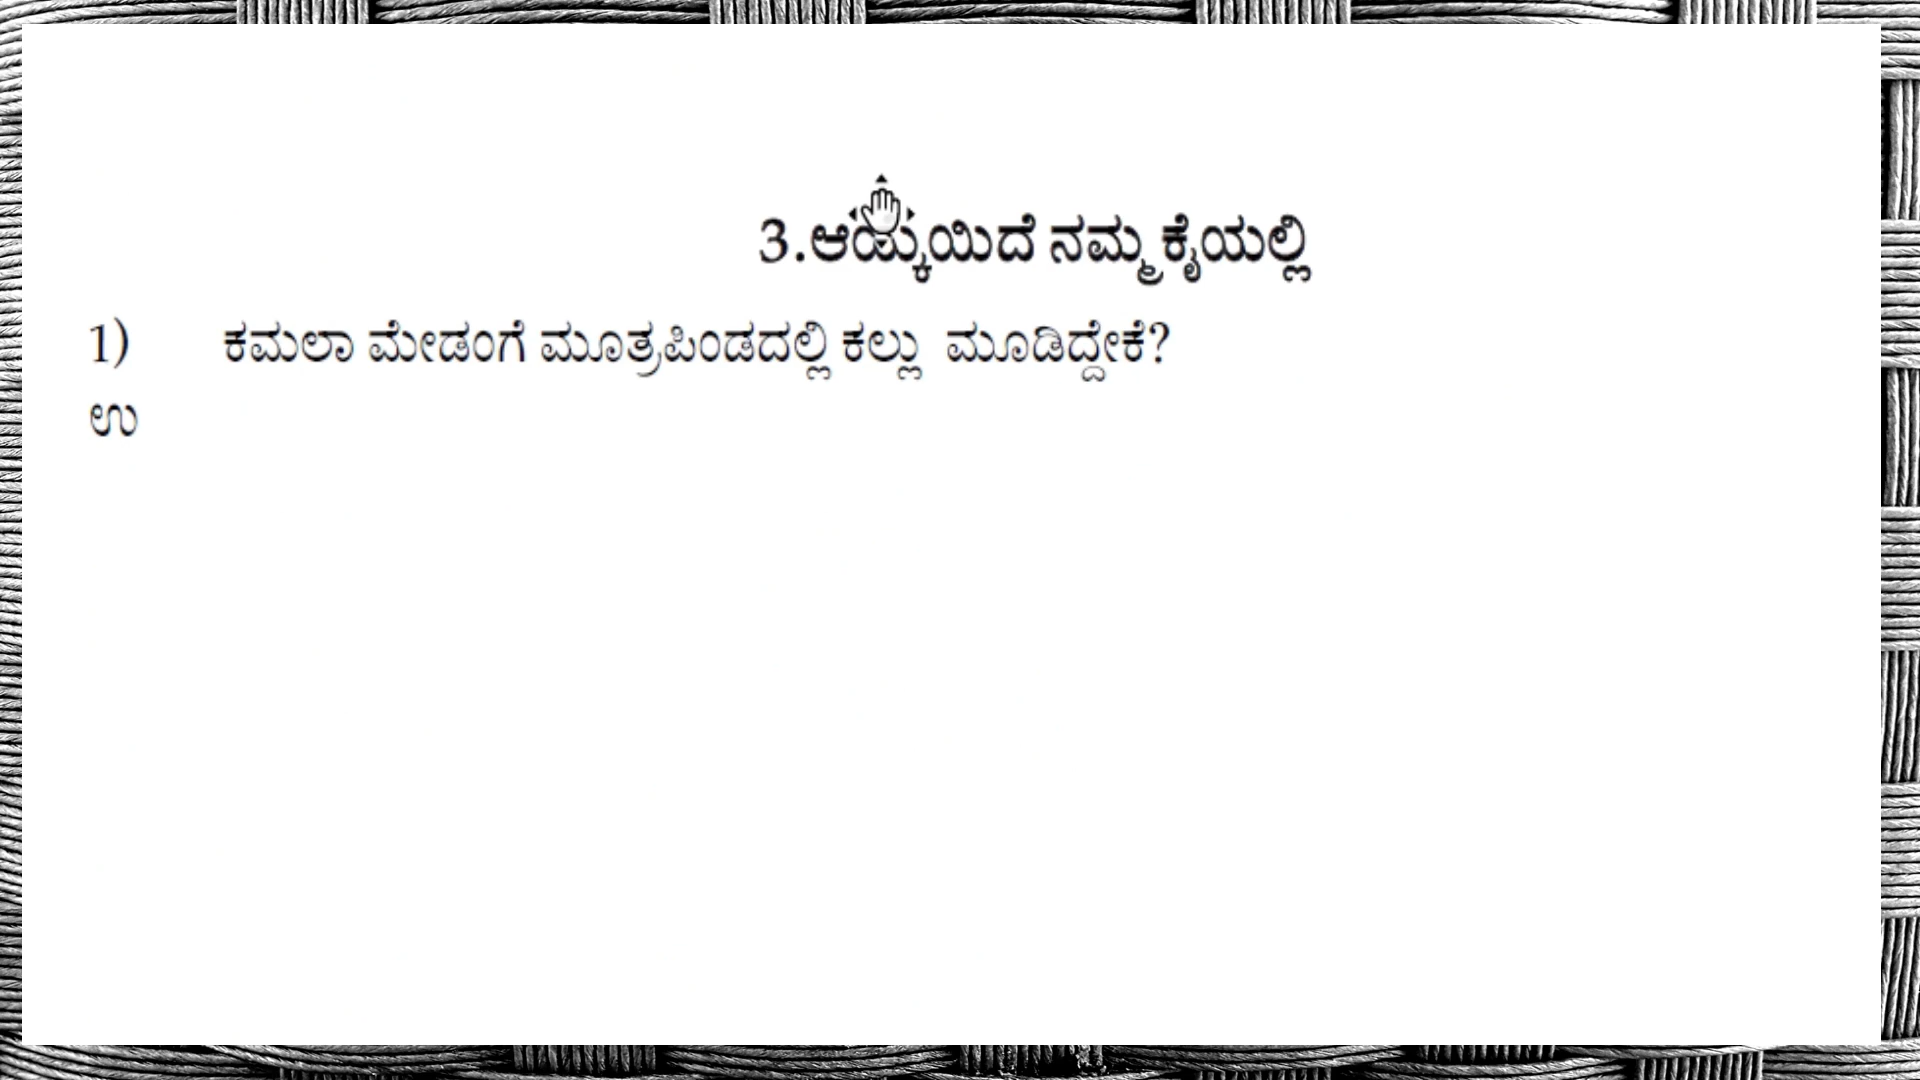 3.ಆಯ್ಕೆಯಿದೆ ನಮ್ಮ ಕೈಯಲ್ಲಿ
1) ಕಮಲಾ ಮೇಡಂಗೆ ಮೂತ್ರಪಿಂಡದಲ್ಲಿ ಕಲ್ಲು ಮೂಡಿದ್ದೇಕೆ?
ಉ